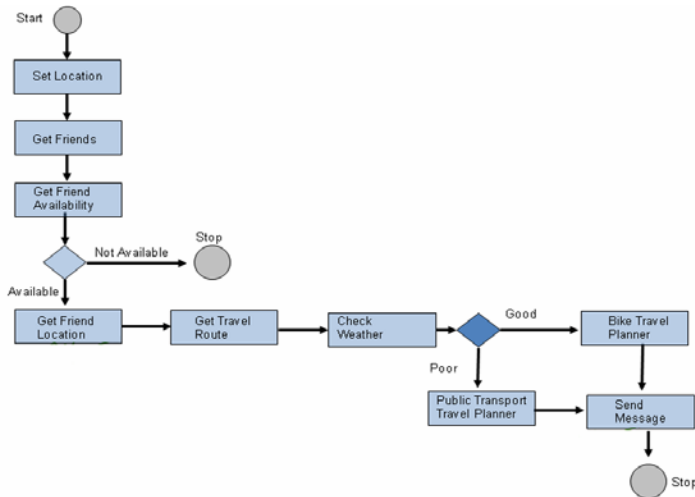 Start
Set Location
Get Friends
Get Friend
Availability
Not Available
Stop
Available
Get Friend
Location
Get Travel
Route
Check
Weather
Good
Bike Travel
Planner
Poor
Public Transport
Travel Planner
Send
Message
Stop